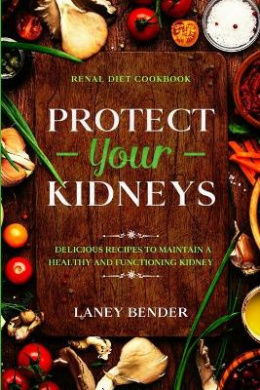 RENAL DIET COOKBOOK
PROTECT
Your
KIDNEYS
DELICIOUS RECIPES TO MAINTAIN A
HEALTHY AND FUNCTIONING KIDNEY
LANEY BENDER